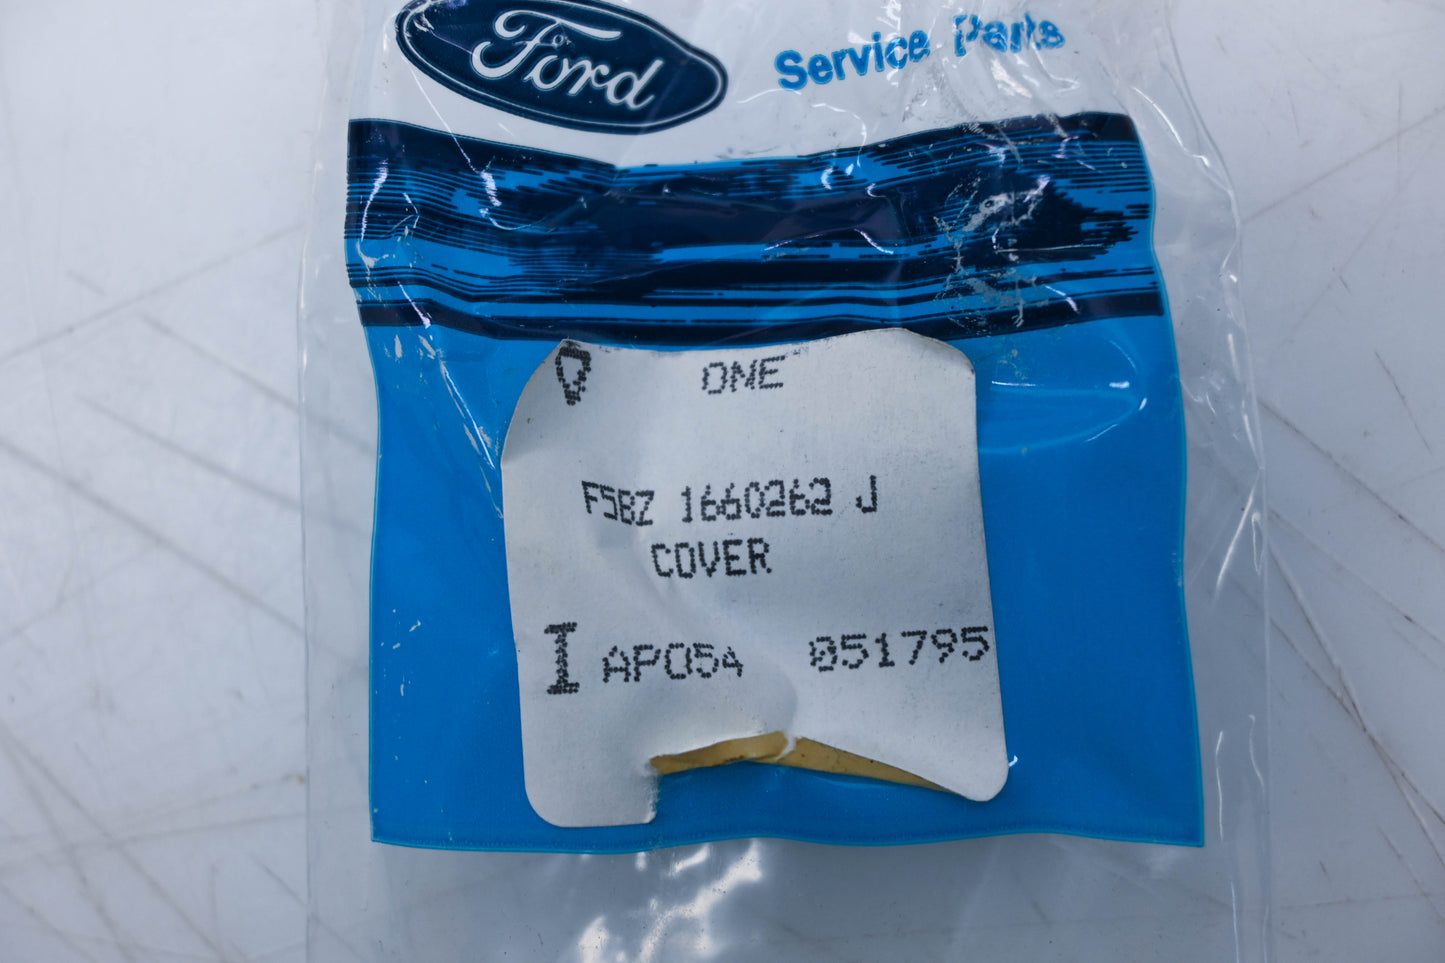 Ford
Service Parts
ONE
F5BZ 1660262 J
COVER
I AP054 051795